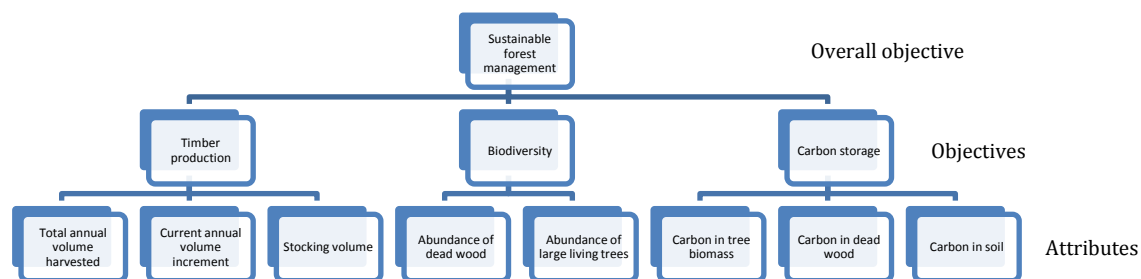 Sustainable
forest
management
Overall objective
Timber
production
Biodiversity
Carbon storage
Objectives
Total annual
volume
harvested
Current annual
volume
increment
Stocking volume
Abundance of
dead wood
Abundance of
large living trees
Carbon in tree
biomass
Carbon in dead
wood
Carbon in soil
Attributes